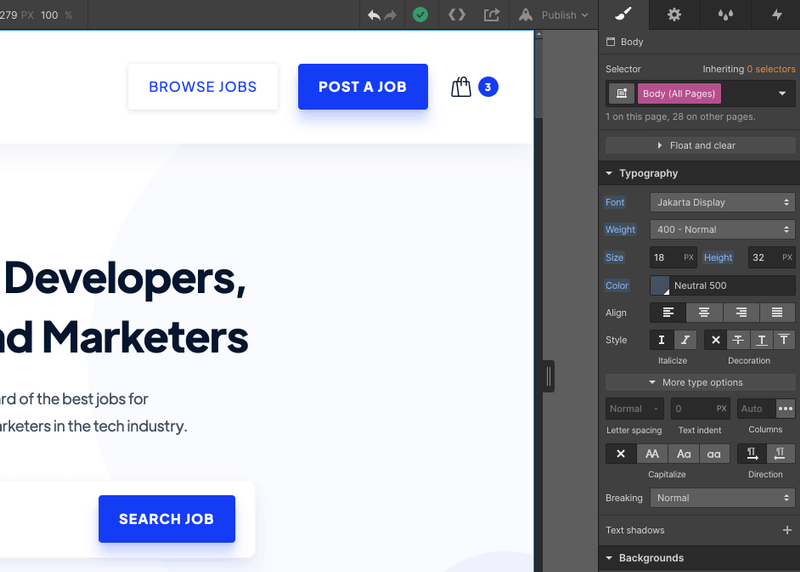 279 PX 100 %
Publish
BROWSE JOBS
POST A JOB
3
Developers,
nd Marketers
rd of the best jobs for
rketers in the tech industry.
SEARCH JOB
Body
Selector
Inheriting 0 selectors
Body (All Pages)
1 on this page, 28 on other pages.
Float and clear
Typography
Font Jakarta Display
Weight 400 - Normal
Size 18 PX Height 32 PX
Color Neutral 500
Align
Style I I
Italicize Decoration
More type options
Normal - 0 PX Auto
Letter spacing Text indent Columns
AA Aa aa
Capitalize Direction
Breaking Normal
Text shadows
Backgrounds